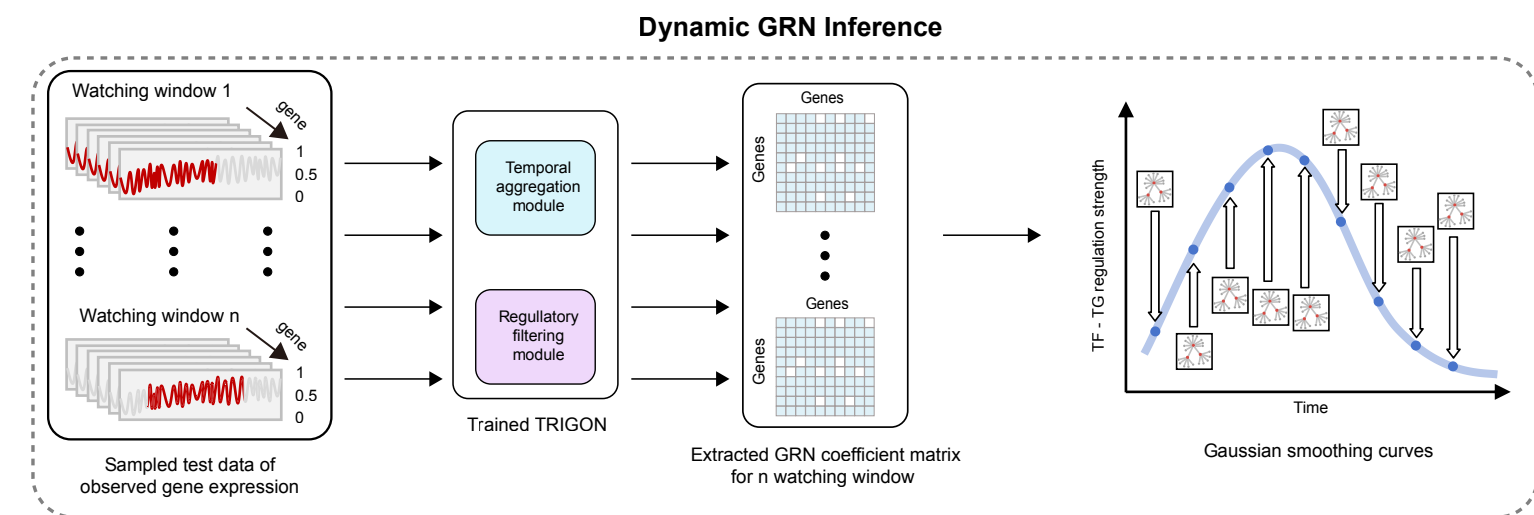 Dynamic GRN Inference
Watching window 1
gene
1
0.5
0
Watching window n
gene
1
0.5
0
Sampled test data of
observed gene expression
Temporal
aggregation
module
Regullatory
filtering
module
Trained TRIGON
Genes
Genes
Genes
Genes
Extracted GRN coefficient matrix
for n watching window
TF - TG regulation strength
Time
Gaussian smoothing curves